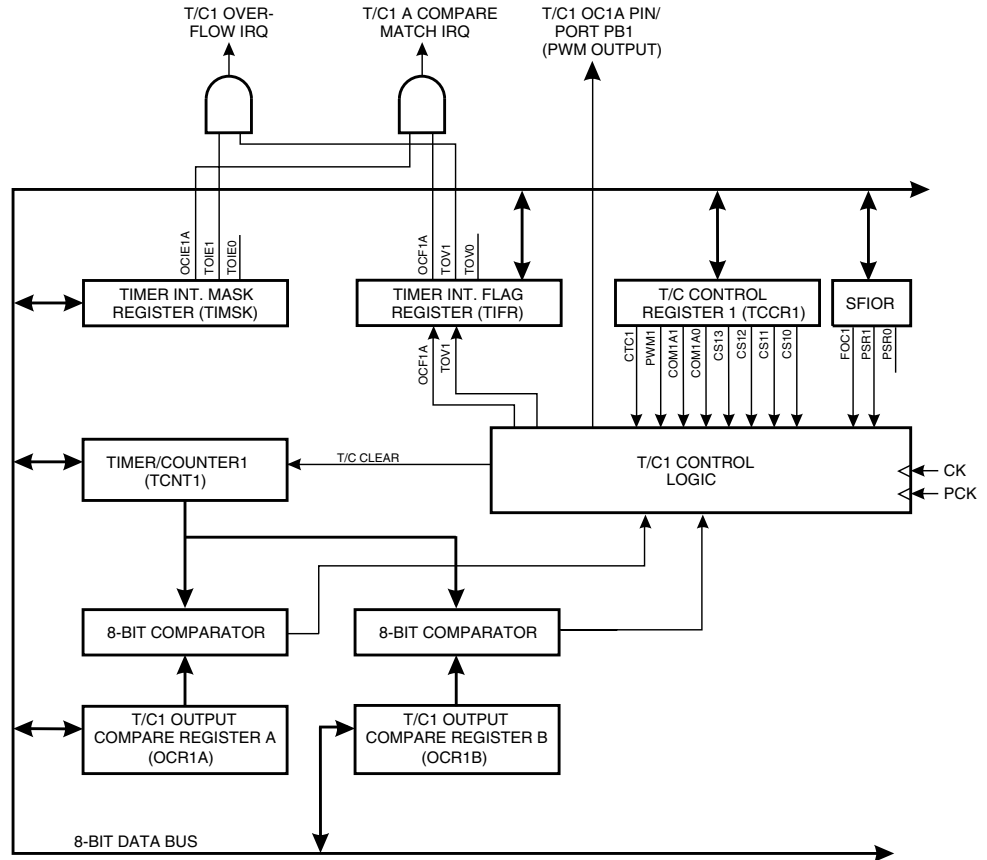 T/C1 OVER-
FLOW IRQ
T/C1 A COMPARE
MATCH IRQ
T/C1 OC1A PIN/
PORT PB1
(PWM OUTPUT)
OCIE1A
TOIE1
TOIE0
OCF1A
TOV1
TOV0
TIMER INT. MASK
REGISTER (TIMSK)
TIMER INT. FLAG
REGISTER (TIFR)
T/C CONTROL
REGISTER 1 (TCCR1)
SFIOR
OCF1A
TOV1
CTC1
PWM1
COM1A1
COM1A0
CS13
CS12
CS11
CS10
FOC1
PSR1
PSR0
TIMER/COUNTER1
(TCNT1)
T/C CLEAR
T/C1 CONTROL
LOGIC
CK
PCK
8-BIT COMPARATOR
8-BIT COMPARATOR
T/C1 OUTPUT
COMPARE REGISTER A
(OCR1A)
T/C1 OUTPUT
COMPARE REGISTER B
(OCR1B)
8-BIT DATA BUS